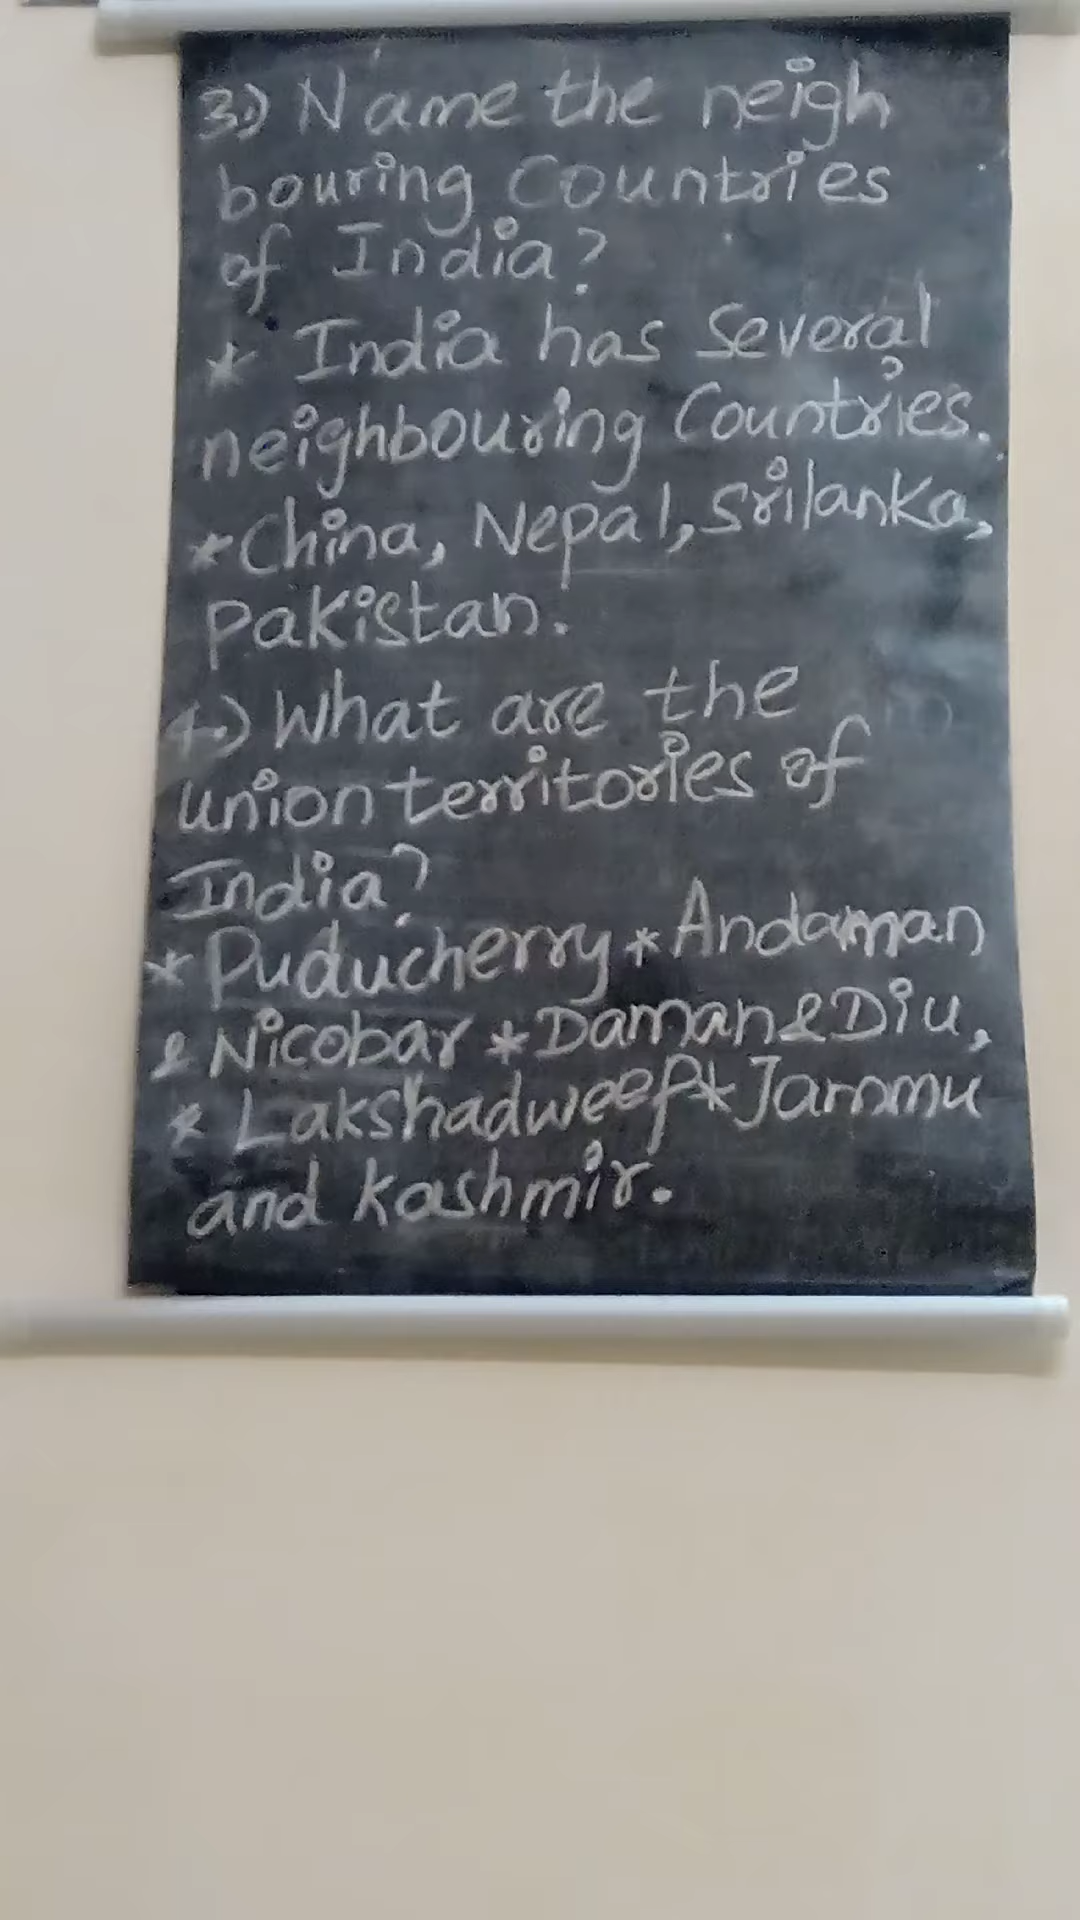 3.) Name the neigh
bouring Countries
of India?
* India has Several
neighbouring Countries.
* China, Nepal, Srilanka,
Pakistan.
4.) What are the
union territories of
India?
* Puducherry * Andaman
& Nicobar * Daman & Diu,
* Lakshadweep * Jammu
and Kashmir.